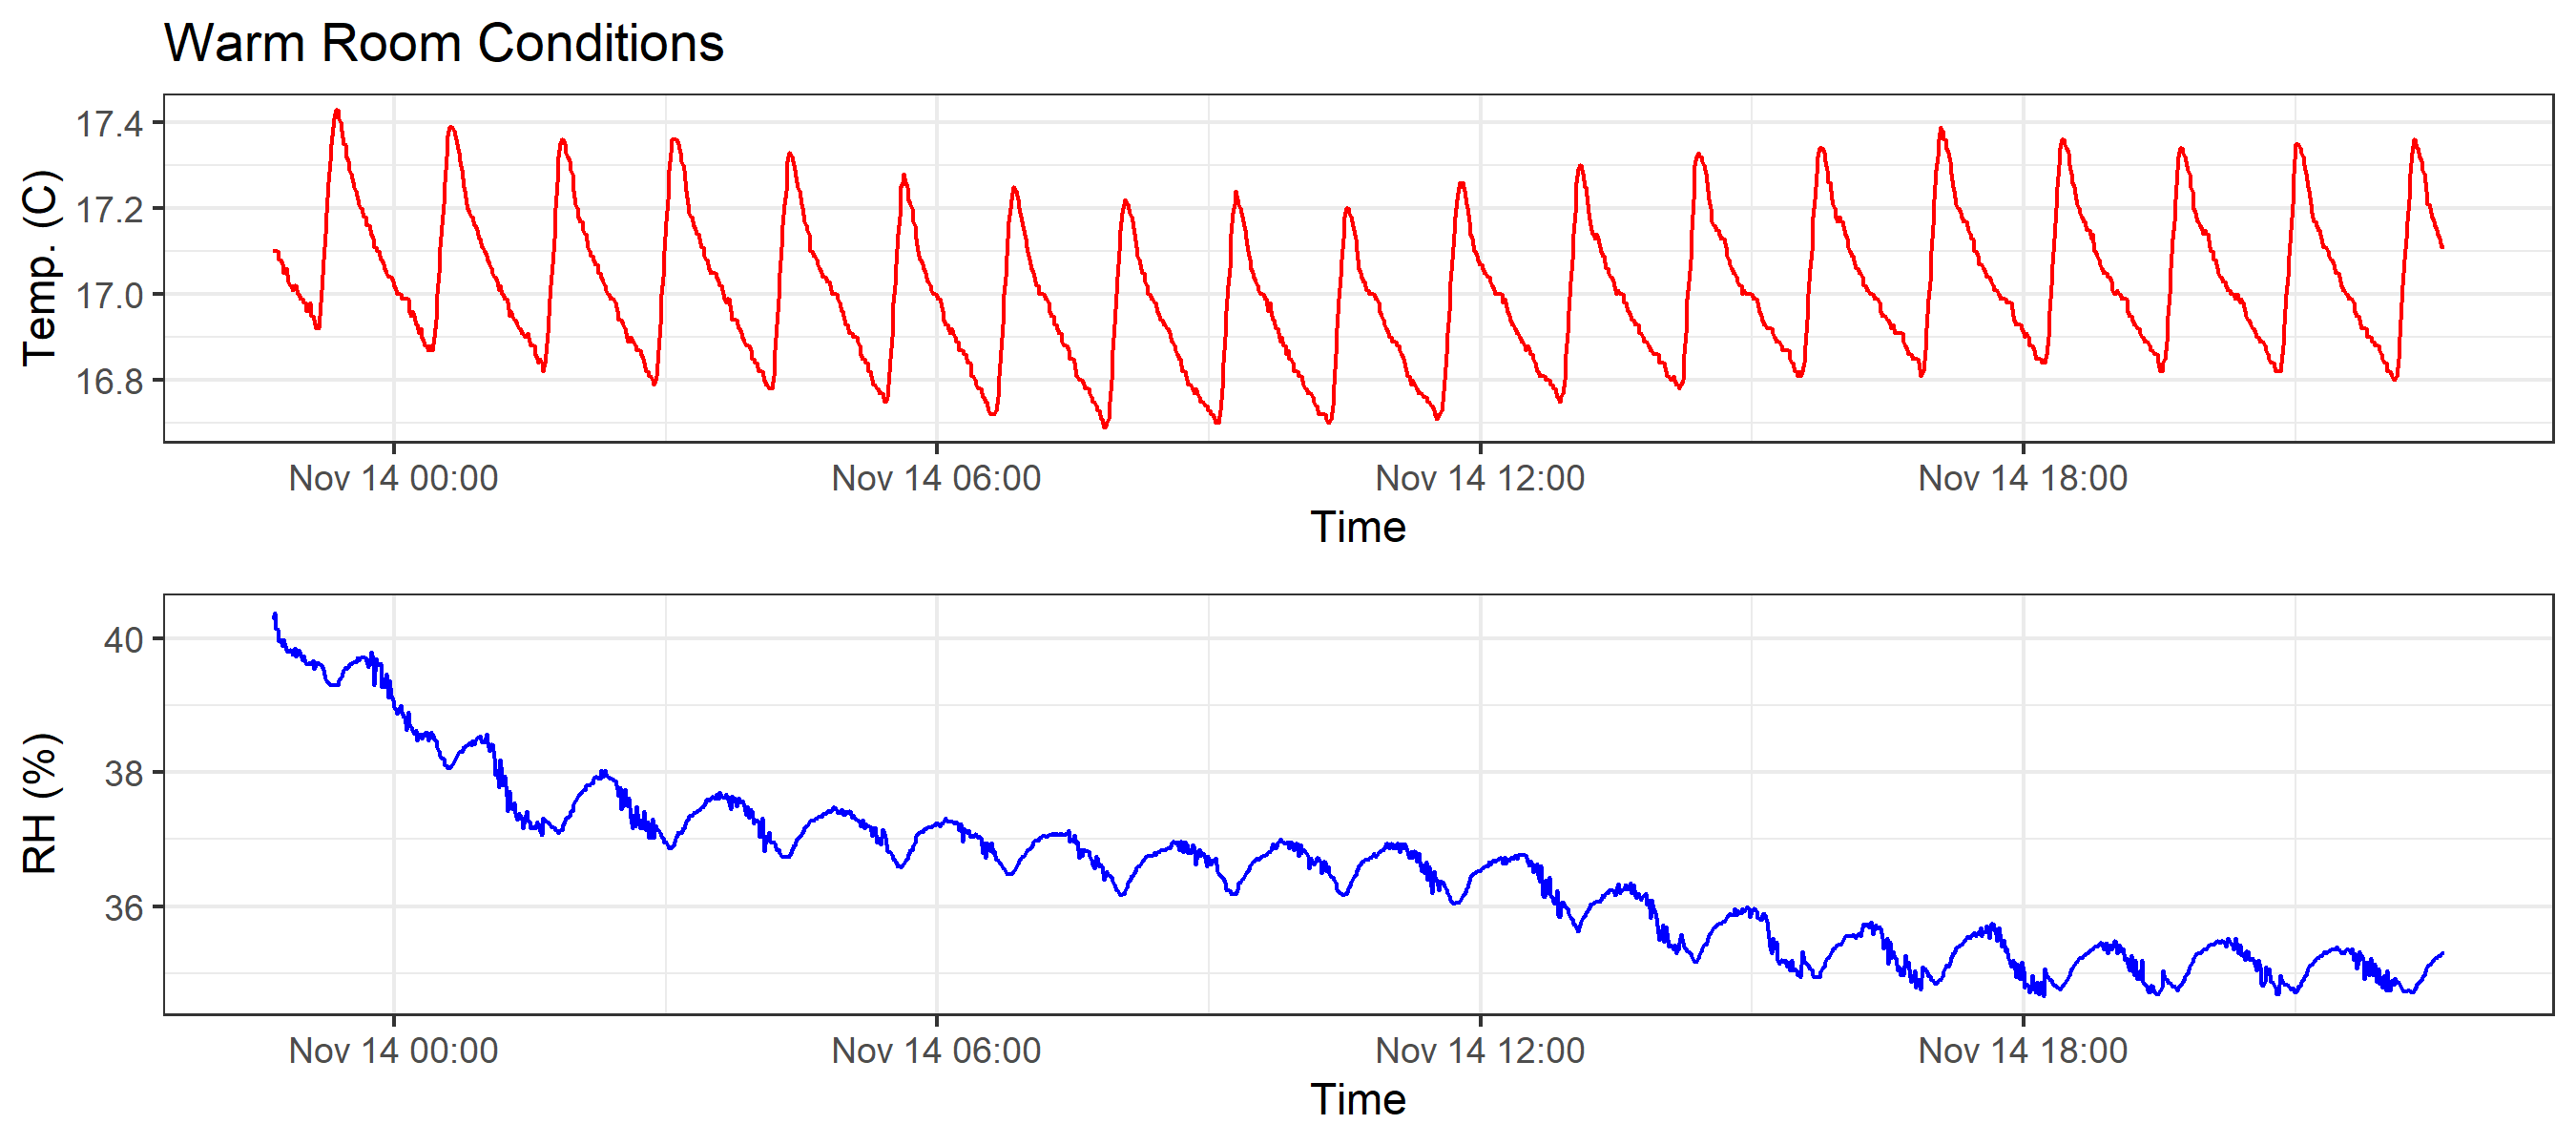 Warm Room Conditions
Temp. (C)
17.4
17.2
17.0
16.8
Nov 14 00:00
Nov 14 06:00
Nov 14 12:00
Nov 14 18:00
Time
RH (%)
40
38
36
Nov 14 00:00
Nov 14 06:00
Nov 14 12:00
Nov 14 18:00
Time